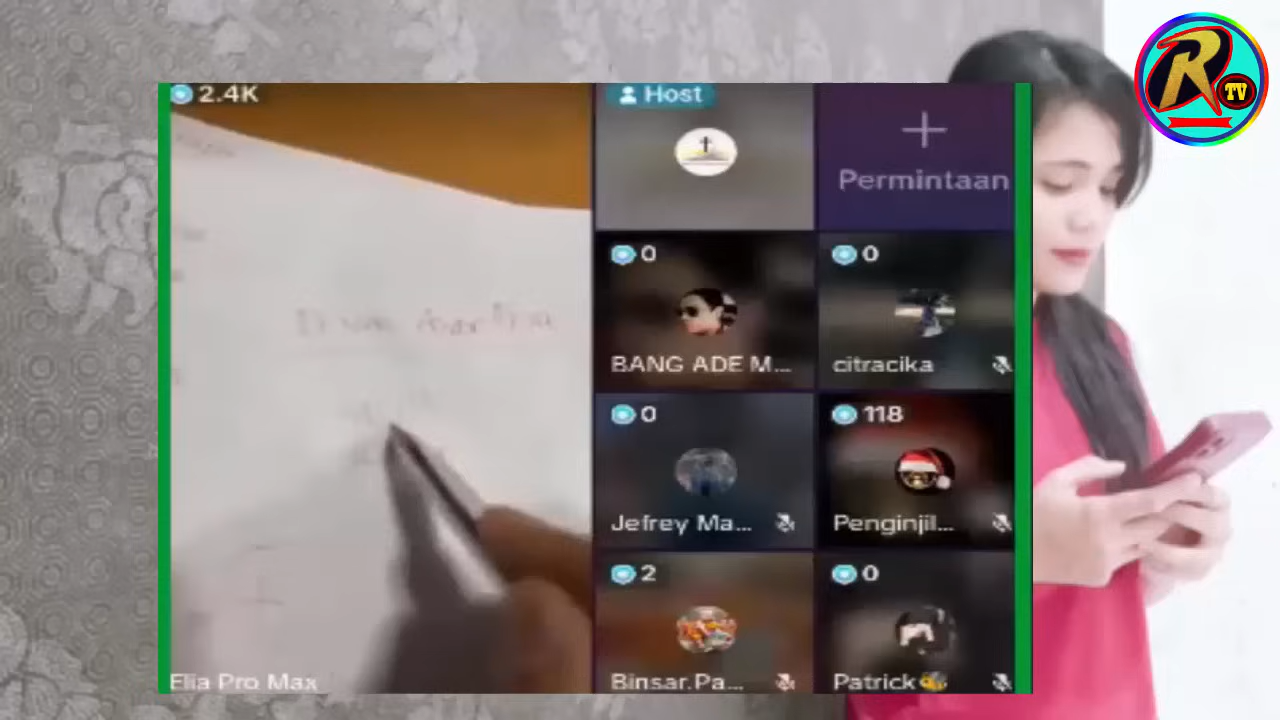 R
TV
2.4K
Host
Permintaan
0
BANG ADE M...
0
citracika
0
Jefrey Ma...
118
Penginjil...
2
Binsar.Pa...
0
Patrick
Elia Pro Max